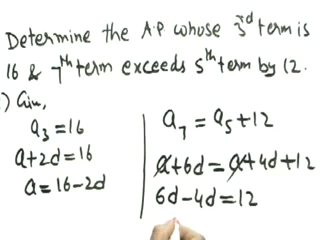 Determine the A.P whose 3rd term is
16 & 7th term exceeds 5th term by 12.
) Given,
a₃ = 16
a+2d = 16
a = 16-2d
a₇ = a₅ + 12
a+6d = a+4d+12
6d-4d = 12